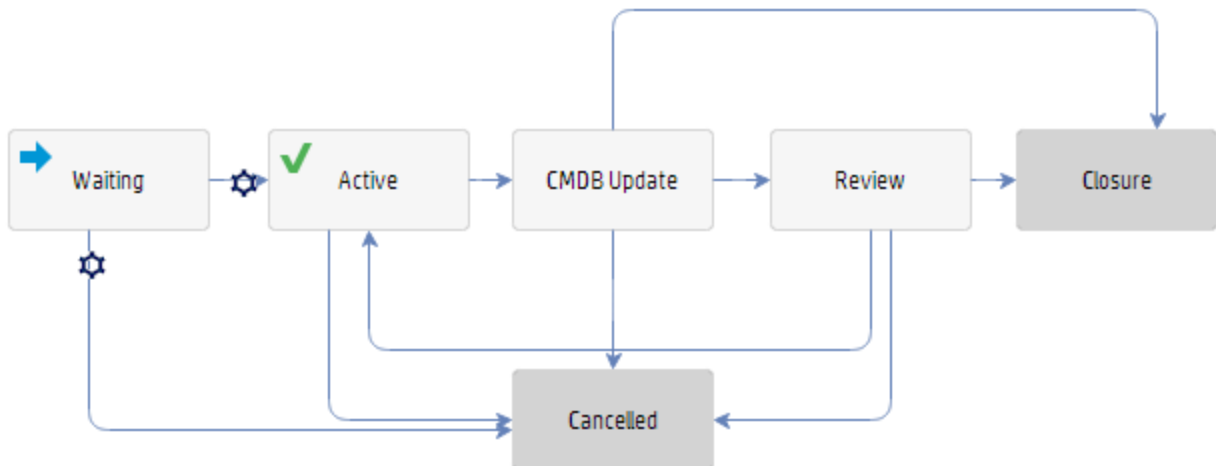 Waiting
Active
CMDB Update
Review
Closure
Cancelled